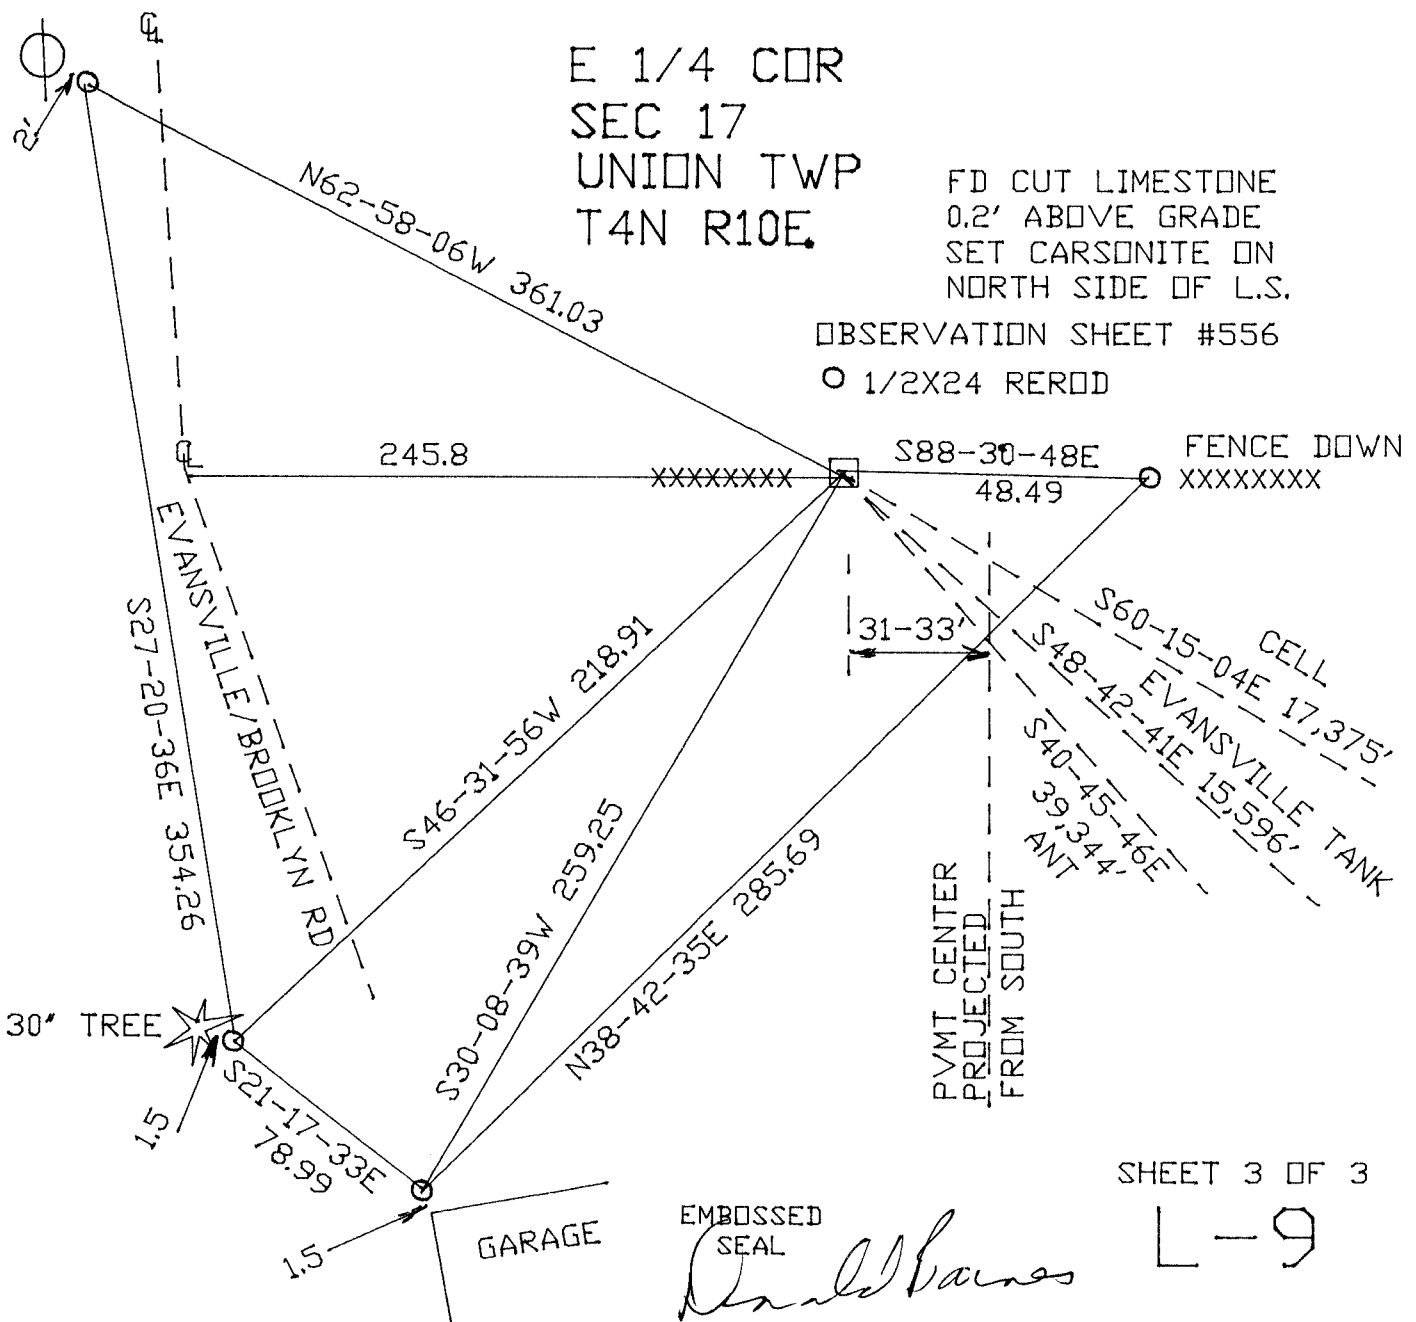 E 1/4 COR
SEC 17
UNION TWP
T4N R10E.
FD CUT LIMESTONE
0.2' ABOVE GRADE
SET CARSONITE ON
NORTH SIDE OF L.S.
OBSERVATION SHEET #556
1/2X24 REROD
2'
N62-58-06W 361.03
245.8
XXXXXXXX
S88-30-48E
48.49
FENCE DOWN
XXXXXXXX
EVANSVILLE/BROOKLYN RD
S27-20-36E 354.26
S46-31-56W 218.91
S30-08-39W 259.25
N38-42-35E 285.69
31-33'
CELL
S60-15-04E 17,375'
EVANSVILLE TANK
S48-42-41E 15,596'
S40-45-46E
39,344'
ANT
PVMT CENTER
PROJECTED
FROM SOUTH
30" TREE
1.5
S21-17-33E
78.99
1.5
GARAGE
EMBOSSED
SEAL
Donald Barnes
SHEET 3 OF 3
L-9